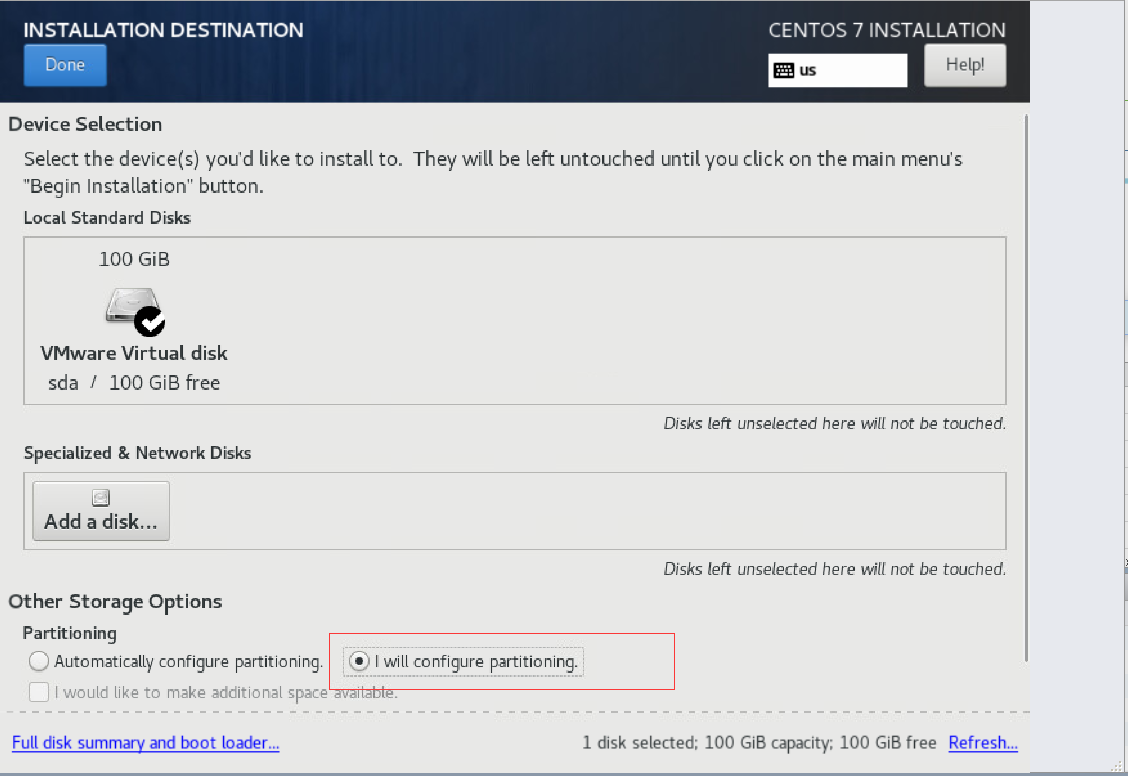 INSTALLATION DESTINATION
CENTOS 7 INSTALLATION
Done
us
Help!
Device Selection
Select the device(s) you'd like to install to.  They will be left untouched until you click on the main menu's
"Begin Installation" button.
Local Standard Disks
100 GiB
VMware Virtual disk
sda / 100 GiB free
Disks left unselected here will not be touched.
Specialized & Network Disks
Add a disk...
Disks left unselected here will not be touched.
Other Storage Options
Partitioning
Automatically configure partitioning. I will configure partitioning.
I would like to make additional space available.
Full disk summary and boot loader... 1 disk selected; 100 GiB capacity; 100 GiB free Refresh...